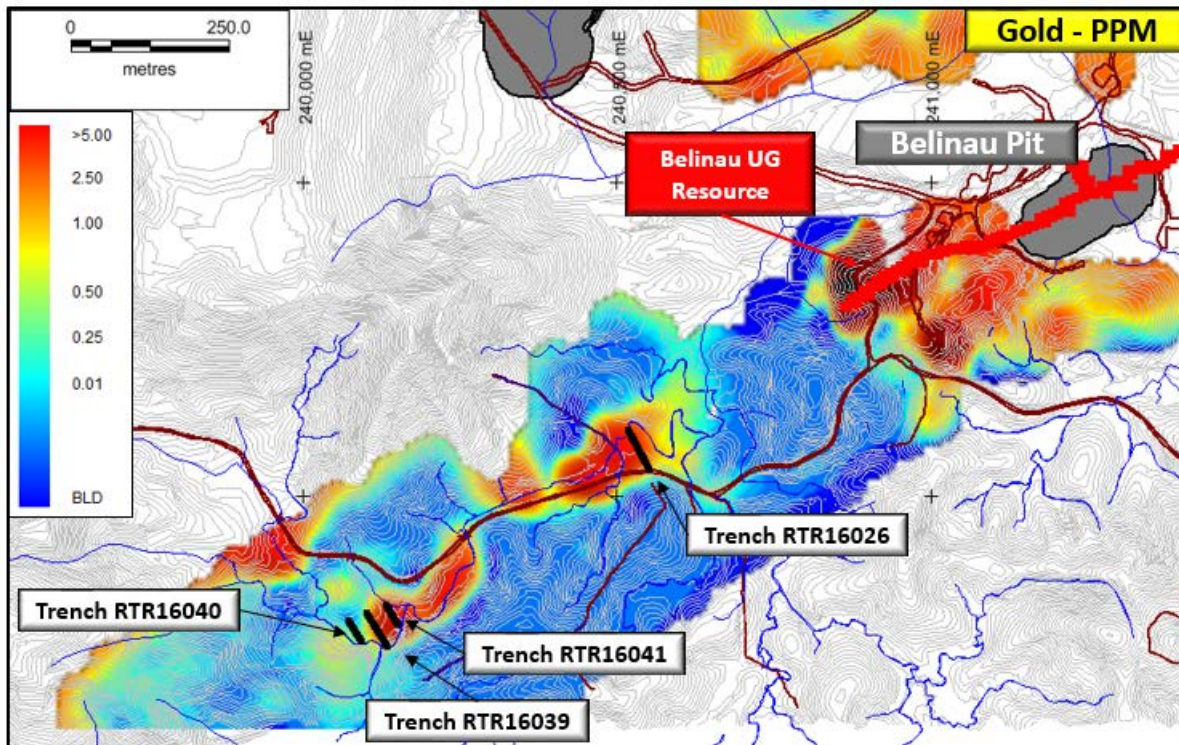 0 250.0
metres
Gold - PPM
240,000 mE
240,500 mE
241,000 mE
>5.00
2.50
1.00
0.50
0.25
0.01
BLD
Belinau UG
Resource
Belinau Pit
Trench RTR16026
Trench RTR16040
Trench RTR16041
Trench RTR16039